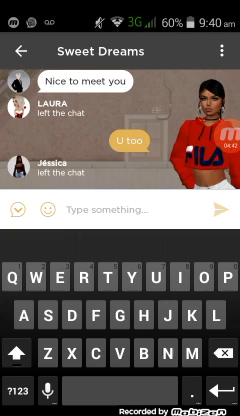 3G 60% 9:40 am
Sweet Dreams
Nice to meet you
LAURA
left the chat
U too
FILA
04:42
Jéssica
left the chat
Type something...
Q W E R T Y U I O P
A S D F G H J K L
Z X C V B N M
?123 .
Recorded by Mobizen